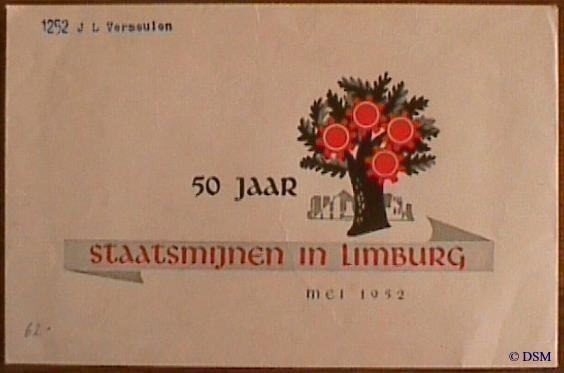 1252 J L Vermeulen
50 JAAR
STAATSMIJNEN IN LIMBURG
MEI 1952
62.
© DSM